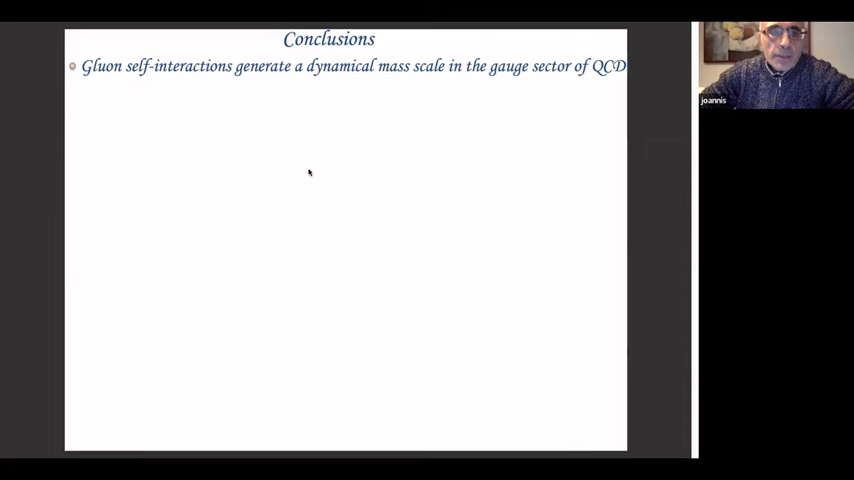 Conclusions
Gluon self-interactions generate a dynamical mass scale in the gauge sector of QCD
joannis